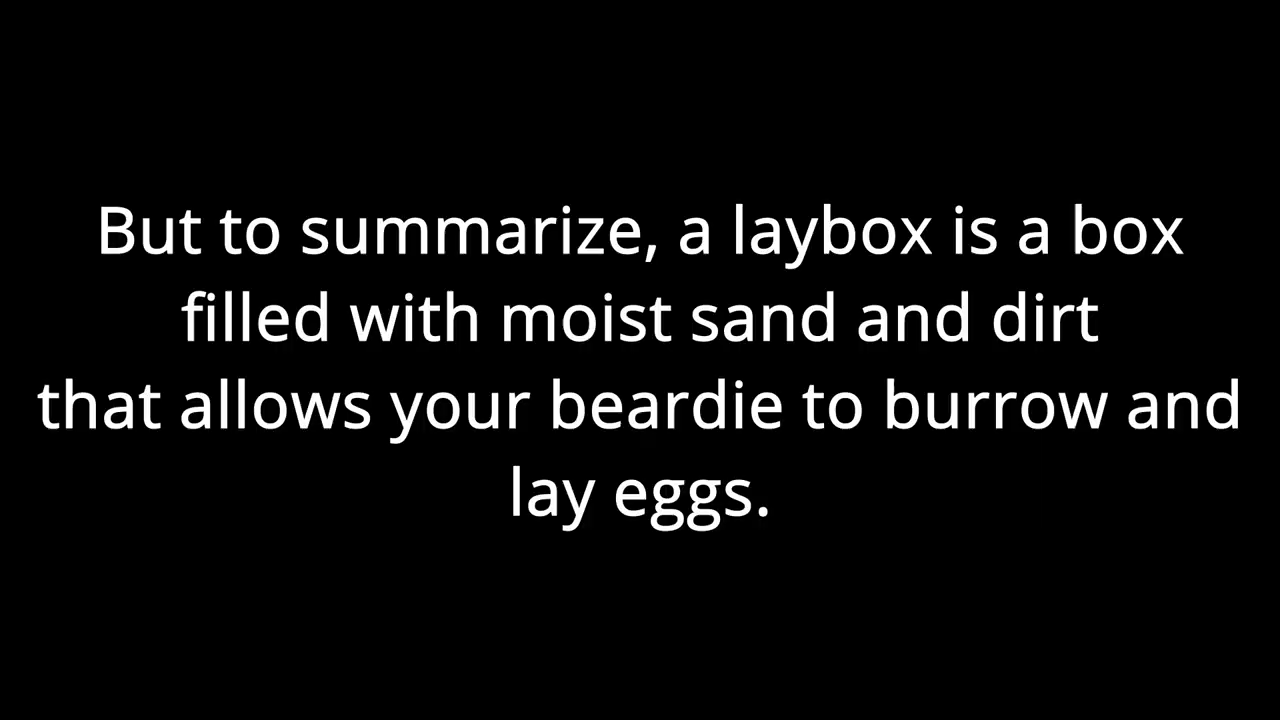 But to summarize, a laybox is a box
filled with moist sand and dirt
that allows your beardie to burrow and
lay eggs.